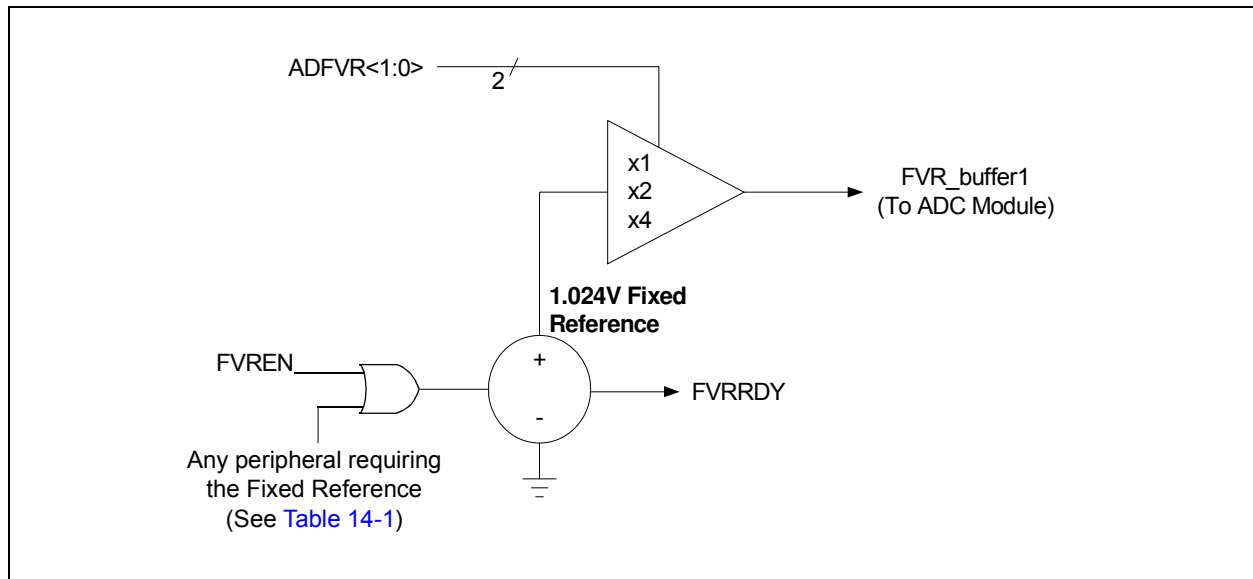 ADFVR<1:0>
2
x1
x2
x4
FVR_buffer1
(To ADC Module)
1.024V Fixed
Reference
+
-
FVREN
FVRRDY
Any peripheral requiring
the Fixed Reference
(See Table 14-1)